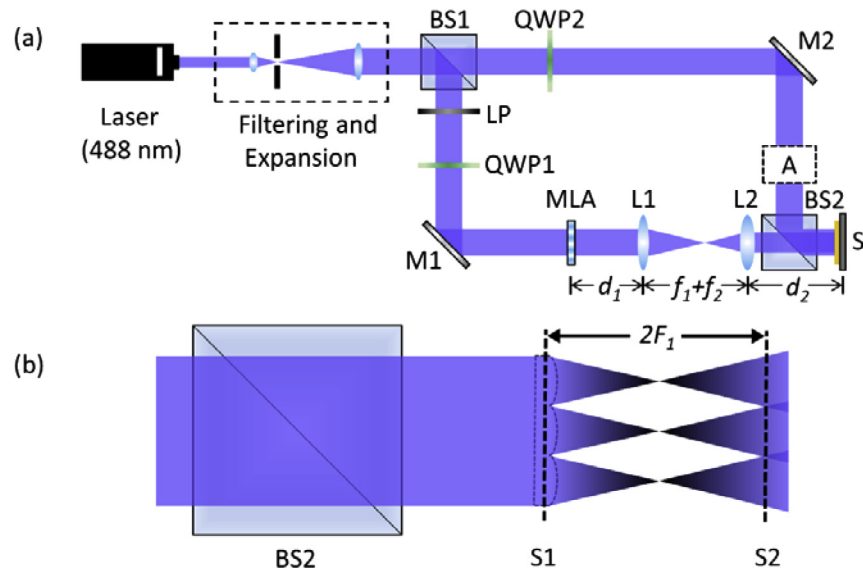 (a)
BS1
QWP2
M2
Laser
(488 nm)
Filtering and
Expansion
LP
QWP1
A
MLA
L1
L2
BS2
S
M1
d₁
f₁+f₂
d₂
(b)
2F₁
BS2
S1
S2